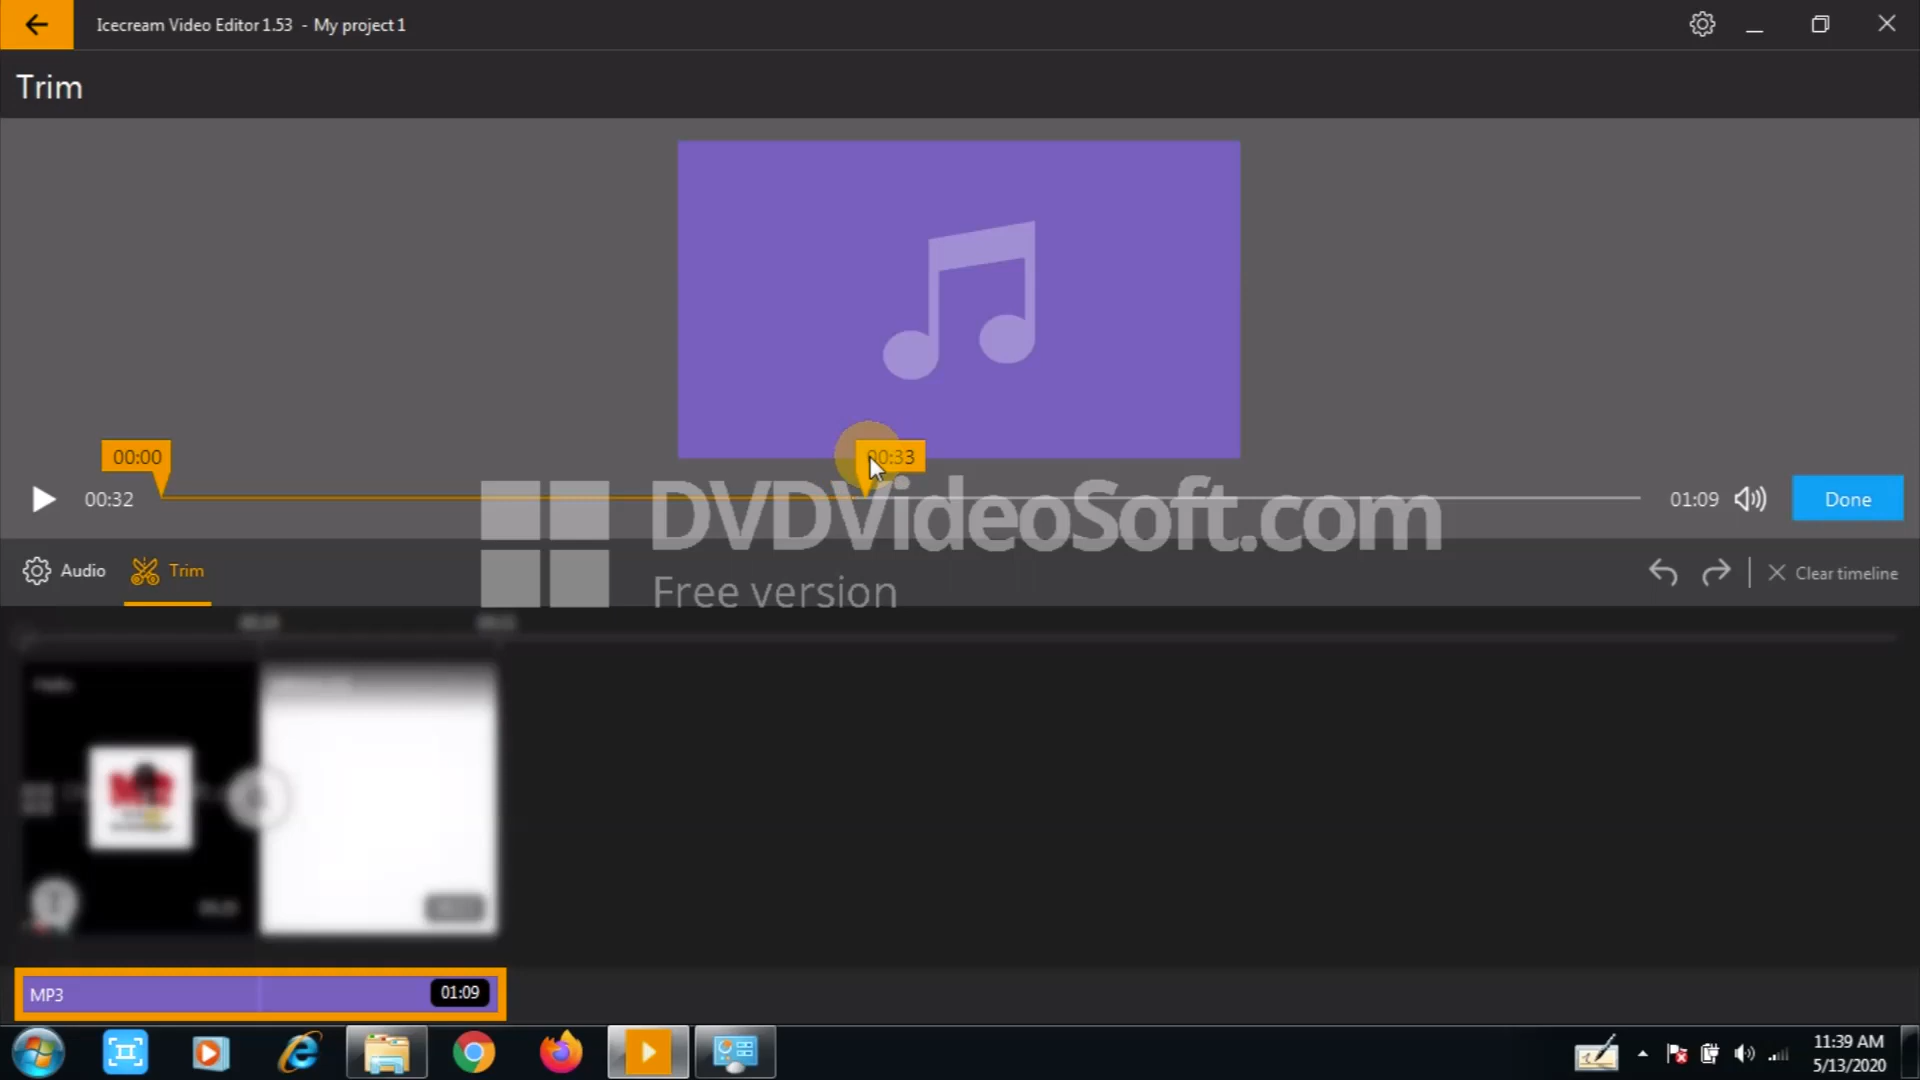 Icecream Video Editor 1.53 - My project 1
Trim
00:00
00:33
00:32
01:09
Done
DVDVideoSoft.com
Free version
Audio
Trim
Clear timeline
MP3
01:09
11:39 AM
5/13/2020